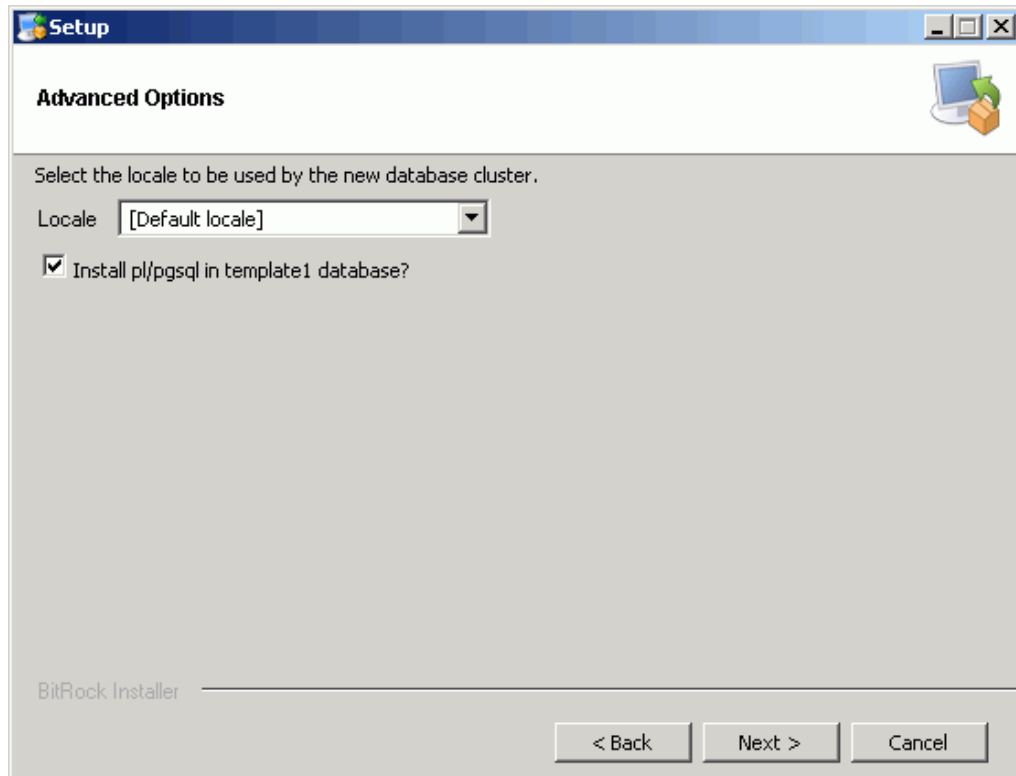 Setup
Advanced Options
Select the locale to be used by the new database cluster.
Locale [Default locale]
Install pl/pgsql in template1 database?
BitRock Installer
< Back Next > Cancel